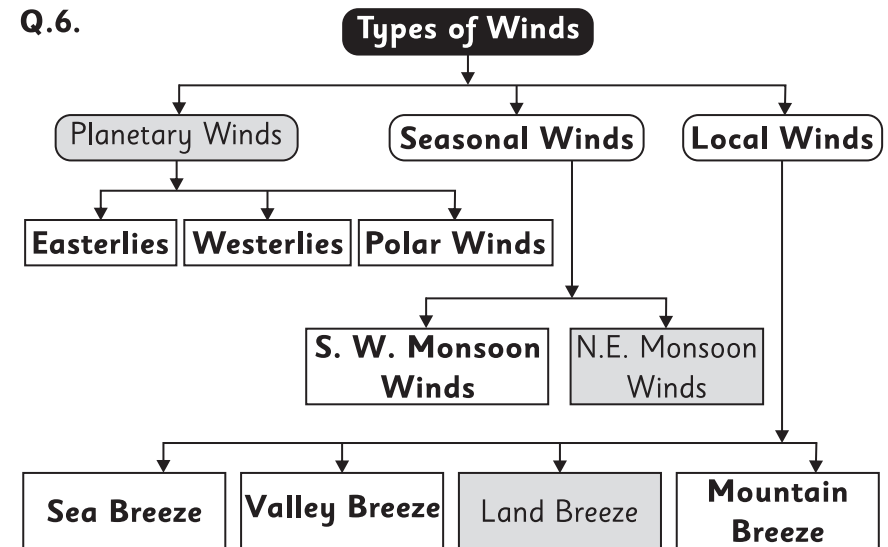 Q.6.
Types of Winds
Planetary Winds
Seasonal Winds
Local Winds
Easterlies
Westerlies
Polar Winds
S. W. Monsoon
Winds
N.E. Monsoon
Winds
Sea Breeze
Valley Breeze
Land Breeze
Mountain
Breeze